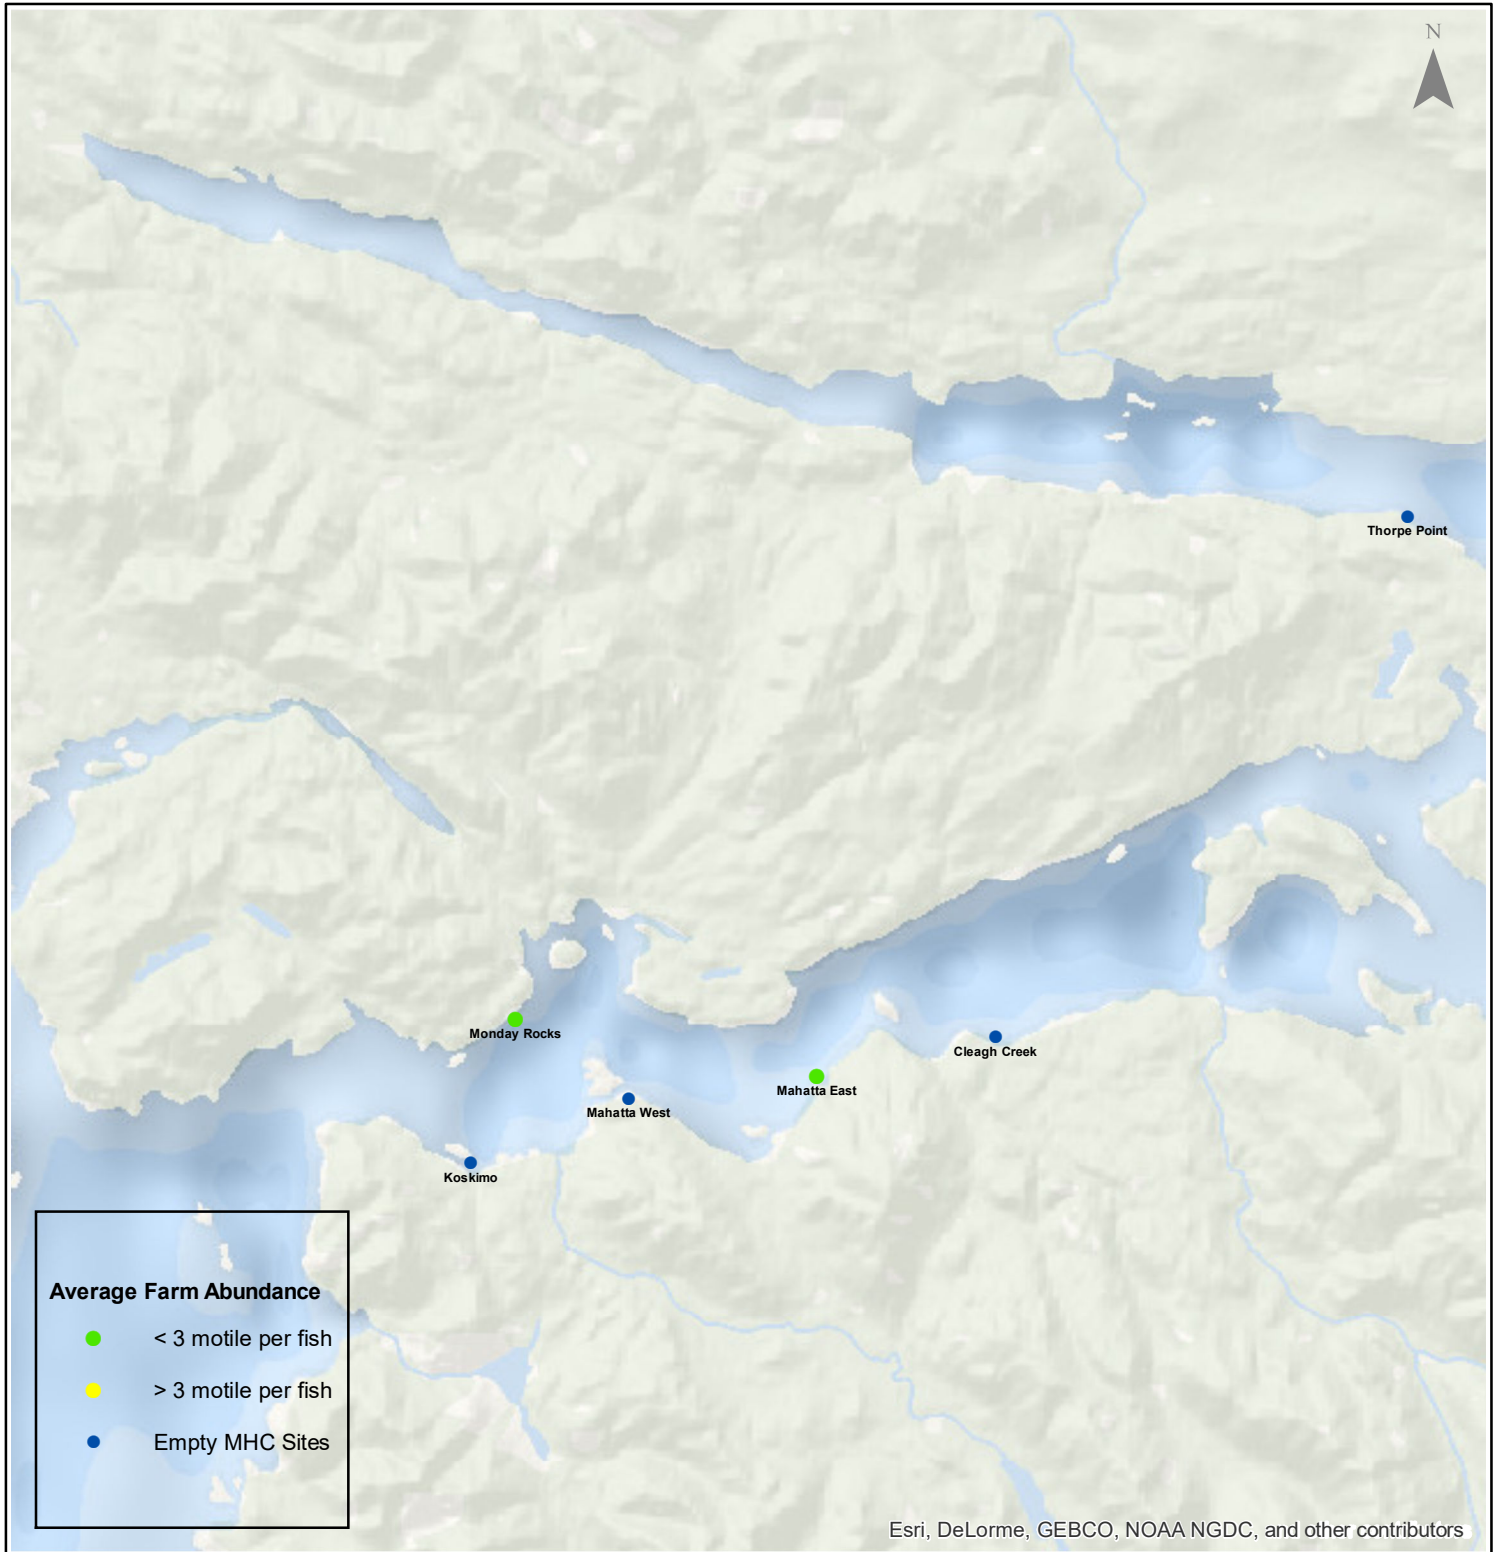 N
Thorpe Point
Monday Rocks
Cleagh Creek
Mahatta East
Mahatta West
Koskimo
Average Farm Abundance
< 3 motile per fish
> 3 motile per fish
Empty MHC Sites
Esri, DeLorme, GEBCO, NOAA NGDC, and other contributors